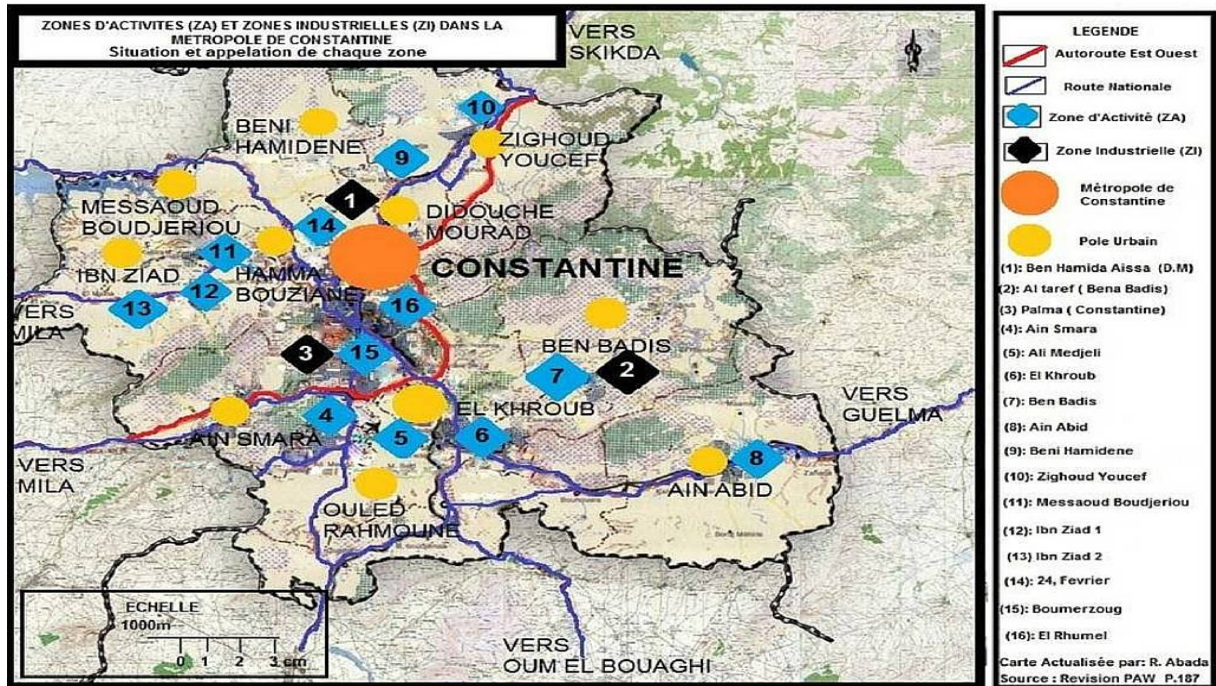 ZONES D'ACTIVITES (ZA) ET ZONES INDUSTRIELLES (ZI) DANS LA
METROPOLE DE CONSTANTINE
Situation et appelation de chaque zone
VERS
SKIKDA
10
BENI
HAMIDENE
ZIGHOUD
YOUCEF
9
1
MESSAOUD
BOUDJERIOU
DIDOUCHE
MOURAD
14
11
IBN ZIAD
HAMMA
BOUZIANE
CONSTANTINE
12
13
16
VERS
MILA
3
15
BEN BADIS
7
2
VERS
GUELMA
4
EL KHROUB
AIN SMARA
5
6
8
VERS
MILA
AIN ABID
OULED
RAHMOUNE
ECHELLE
1000m
0 1 2 3 cm
VERS
OUM EL BOUAGHI
LEGENDE
Autoroute Est Ouest
Route Nationale
Zone d'Activité (ZA)
Zone Industrielle (ZI)
Métropole de
Constantine
Pole Urbain
(1): Ben Hamida Aissa (D.M)
(2): Al taref ( Bena Badis)
(3) Palma ( Constantine)
(4): Ain Smara
(5): Ali Medjeli
(6): El Khroub
(7): Ben Badis
(8): Ain Abid
(9): Beni Hamidene
(10): Zighoud Youcef
(11): Messaoud Boudjeriou
(12): Ibn Ziad 1
(13) Ibn Ziad 2
(14): 24, Fevrier
(15): Boumerzoug
(16): El Rhumel
Carte Actualisée par: R. Abada
Source : Revision PAW P.187